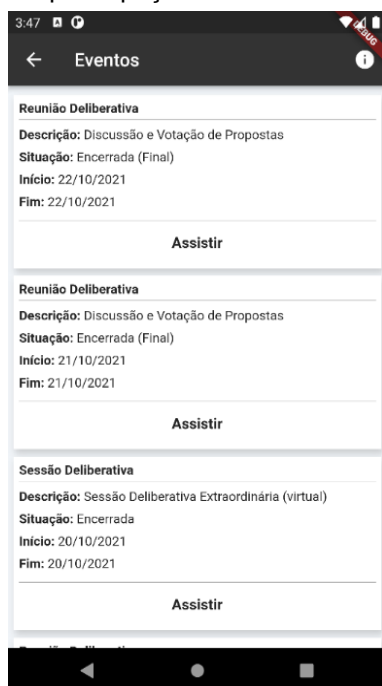 3:47
DEBUG
Eventos
Reunião Deliberativa
Descrição: Discussão e Votação de Propostas
Situação: Encerrada (Final)
Início: 22/10/2021
Fim: 22/10/2021
Assistir
Reunião Deliberativa
Descrição: Discussão e Votação de Propostas
Situação: Encerrada (Final)
Início: 21/10/2021
Fim: 21/10/2021
Assistir
Sessão Deliberativa
Descrição: Sessão Deliberativa Extraordinária (virtual)
Situação: Encerrada
Início: 20/10/2021
Fim: 20/10/2021
Assistir